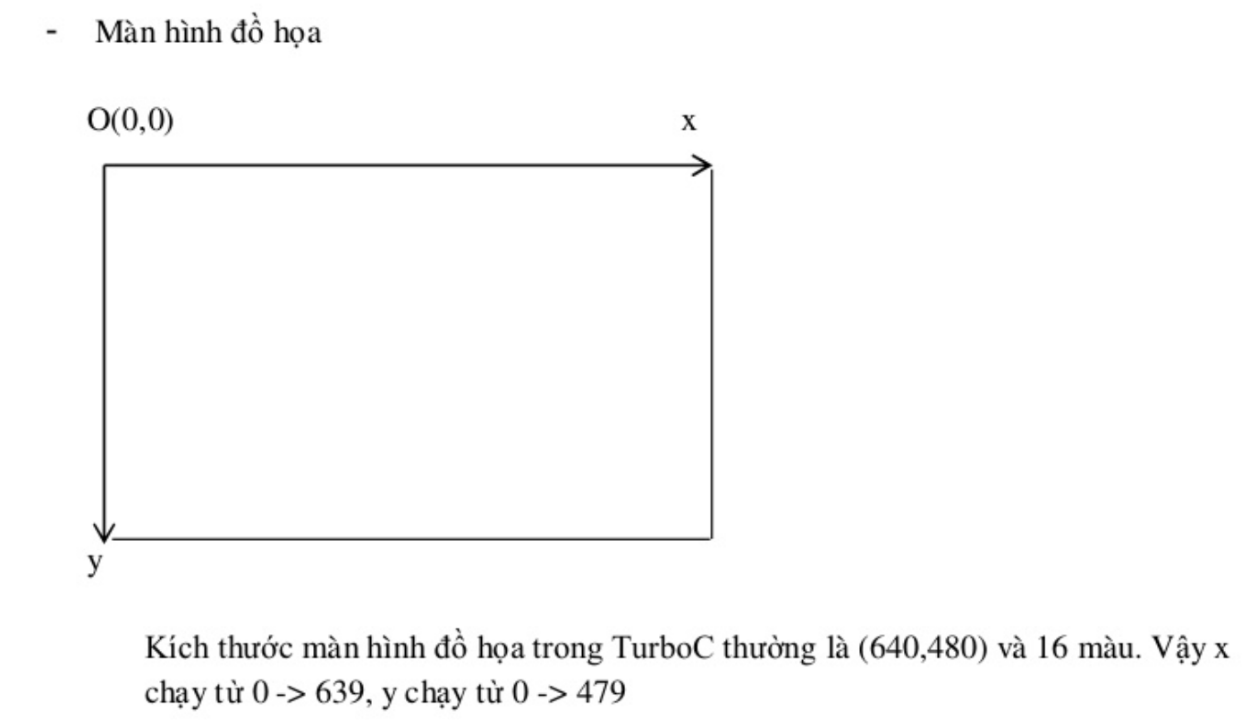 - Màn hình đồ họa
O(0,0) x
y
Kích thước màn hình đồ họa trong TurboC thường là (640,480) và 16 màu. Vậy x
chạy từ 0 -> 639, y chạy từ 0 -> 479